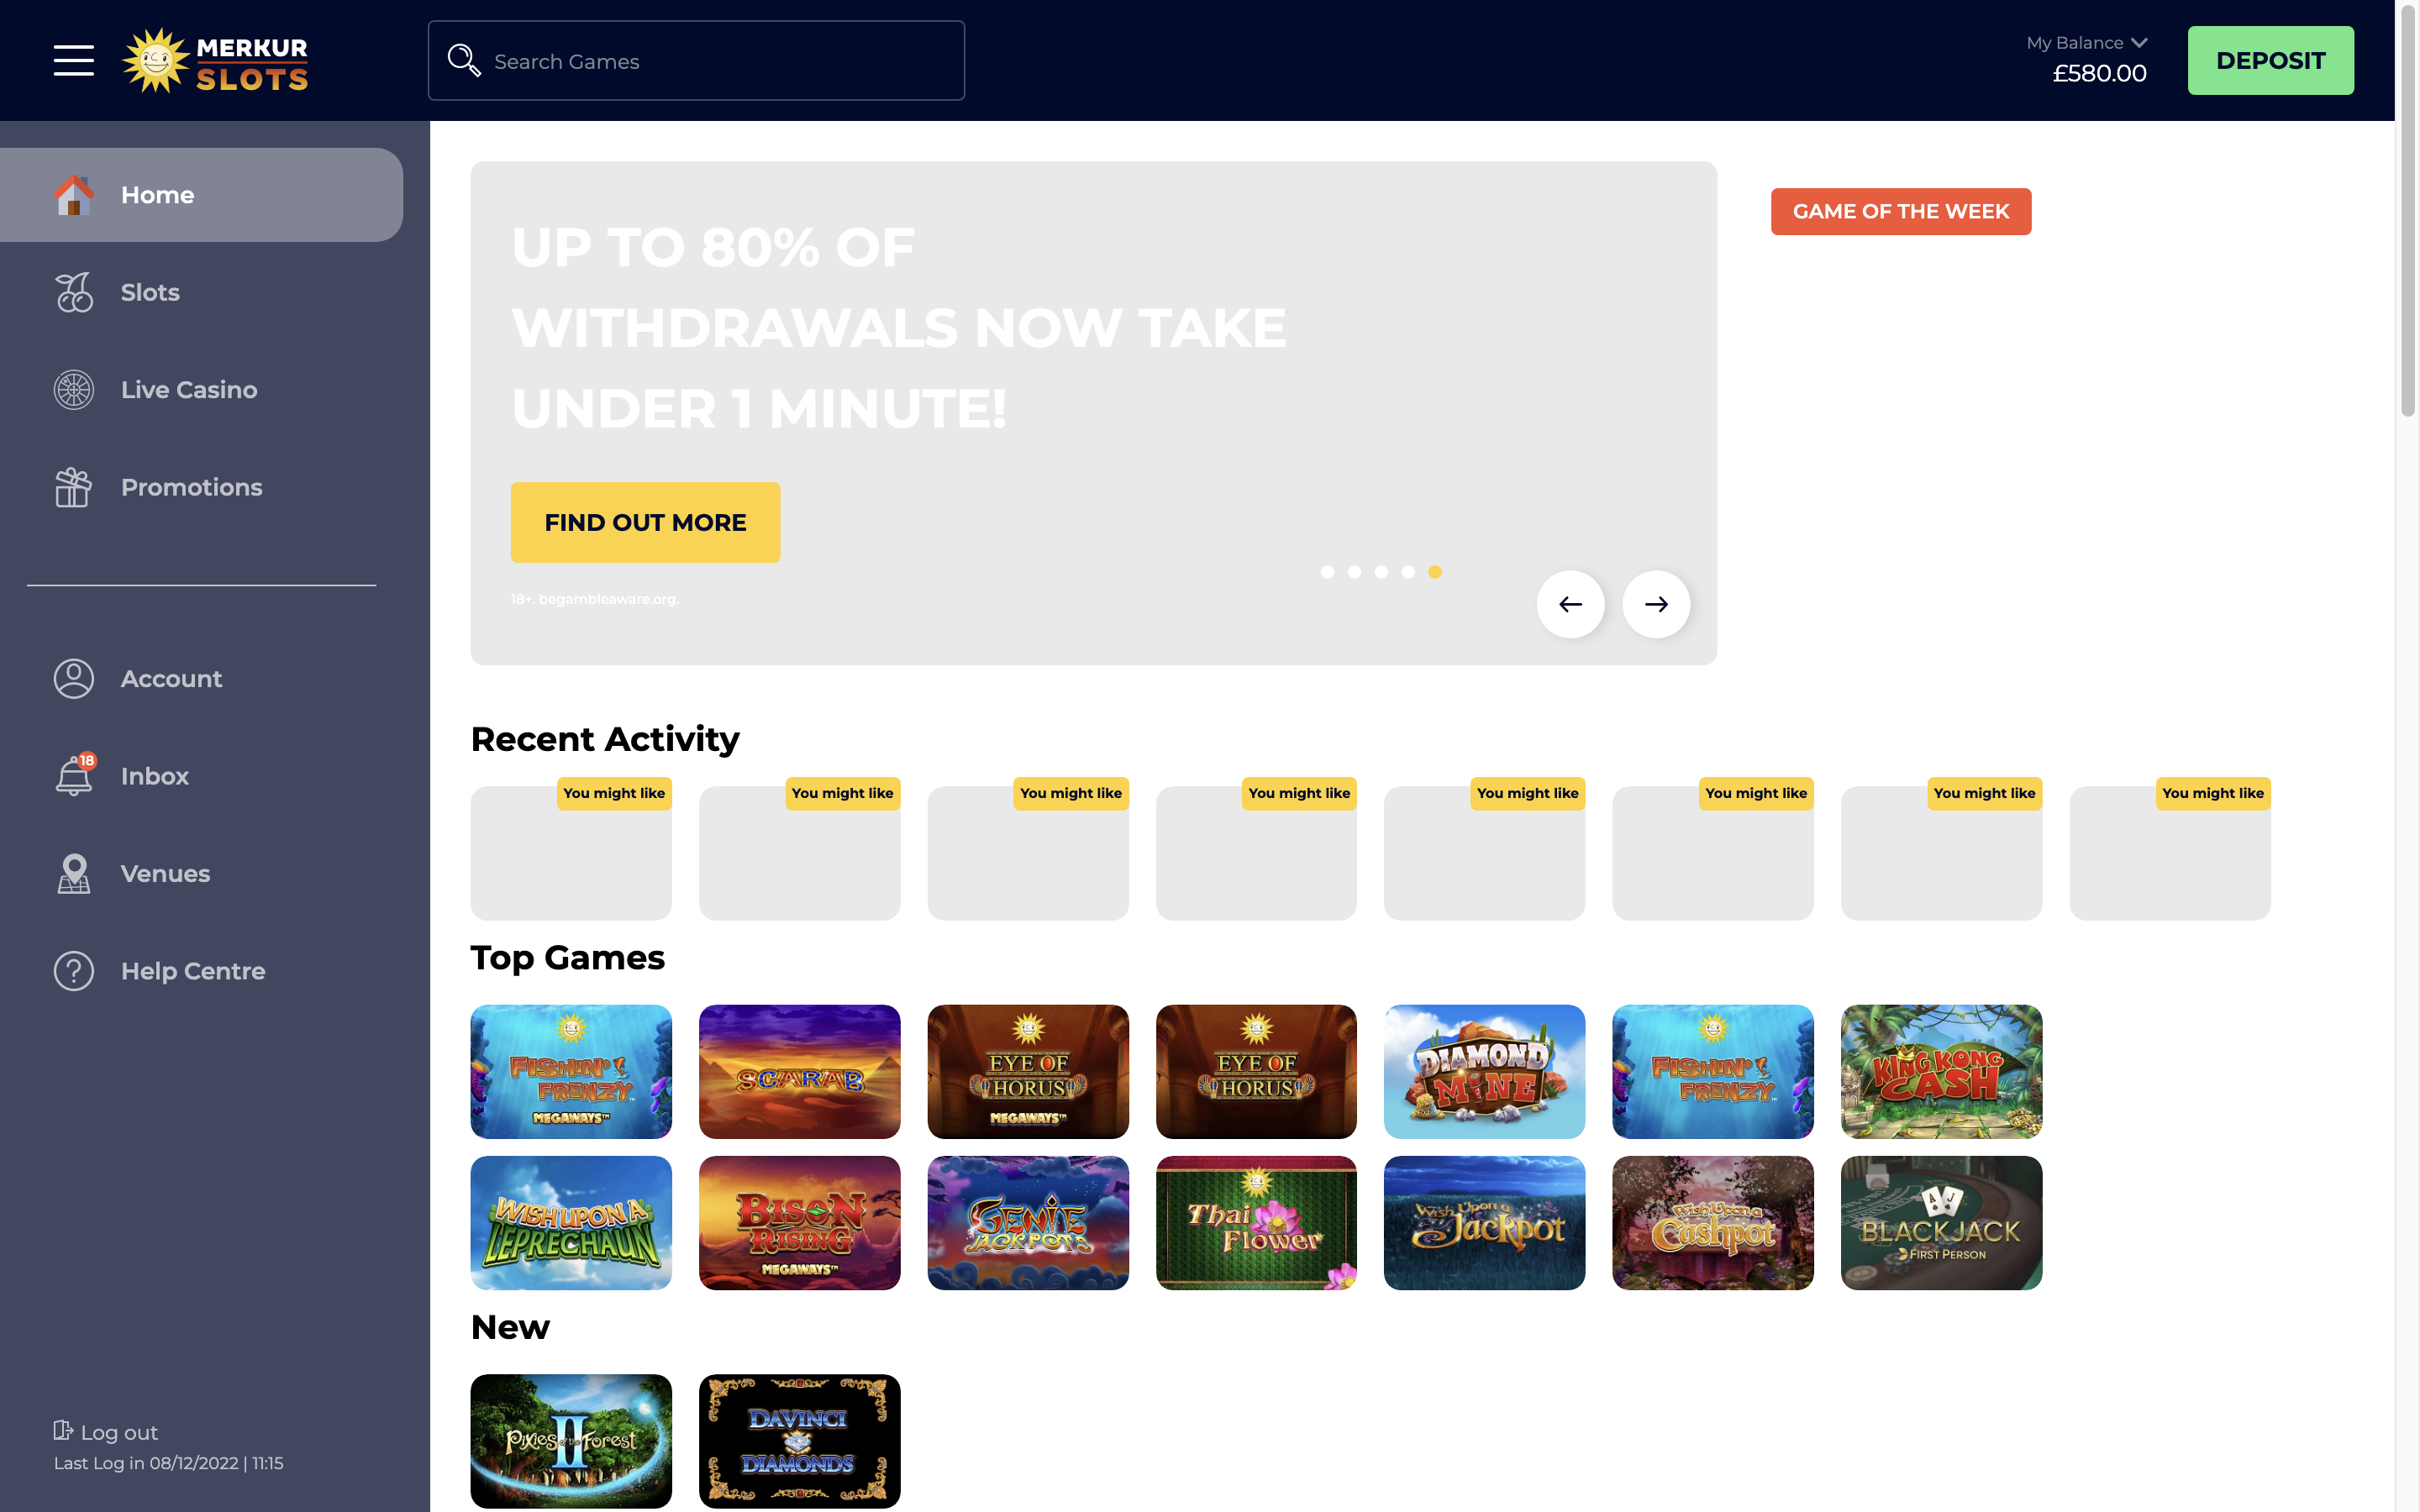 MERKUR
SLOTS
Search Games
My Balance
£580.00
DEPOSIT
Home
Slots
Live Casino
Promotions
Account
18
Inbox
Venues
Help Centre
Log out
Last Log in 08/12/2022 | 11:15
UP TO 80% OF
WITHDRAWALS NOW TAKE
UNDER 1 MINUTE!
FIND OUT MORE
18+. begambleaware.org.
GAME OF THE WEEK
Recent Activity
You might like
You might like
You might like
You might like
You might like
You might like
You might like
You might like
Top Games
FISHIN'
FRENZY™
MEGAWAYS™
SCARAB
EYE OF
HORUS
MEGAWAYS™
EYE OF
HORUS
DIAMOND
MINE
FISHIN'
FRENZY™
KING KONG
CASH
WISH UPON A
LEPRECHAUN
BISON
RISING
MEGAWAYS™
GENIE
JACKPOTS
Thai
Flower
Wish Upon a
Jackpot
Wish Upon a
Cashpot
A J
BLACKJACK
FIRST PERSON
New
Pixies of the Forest
II
DAVINCI
DIAMONDS